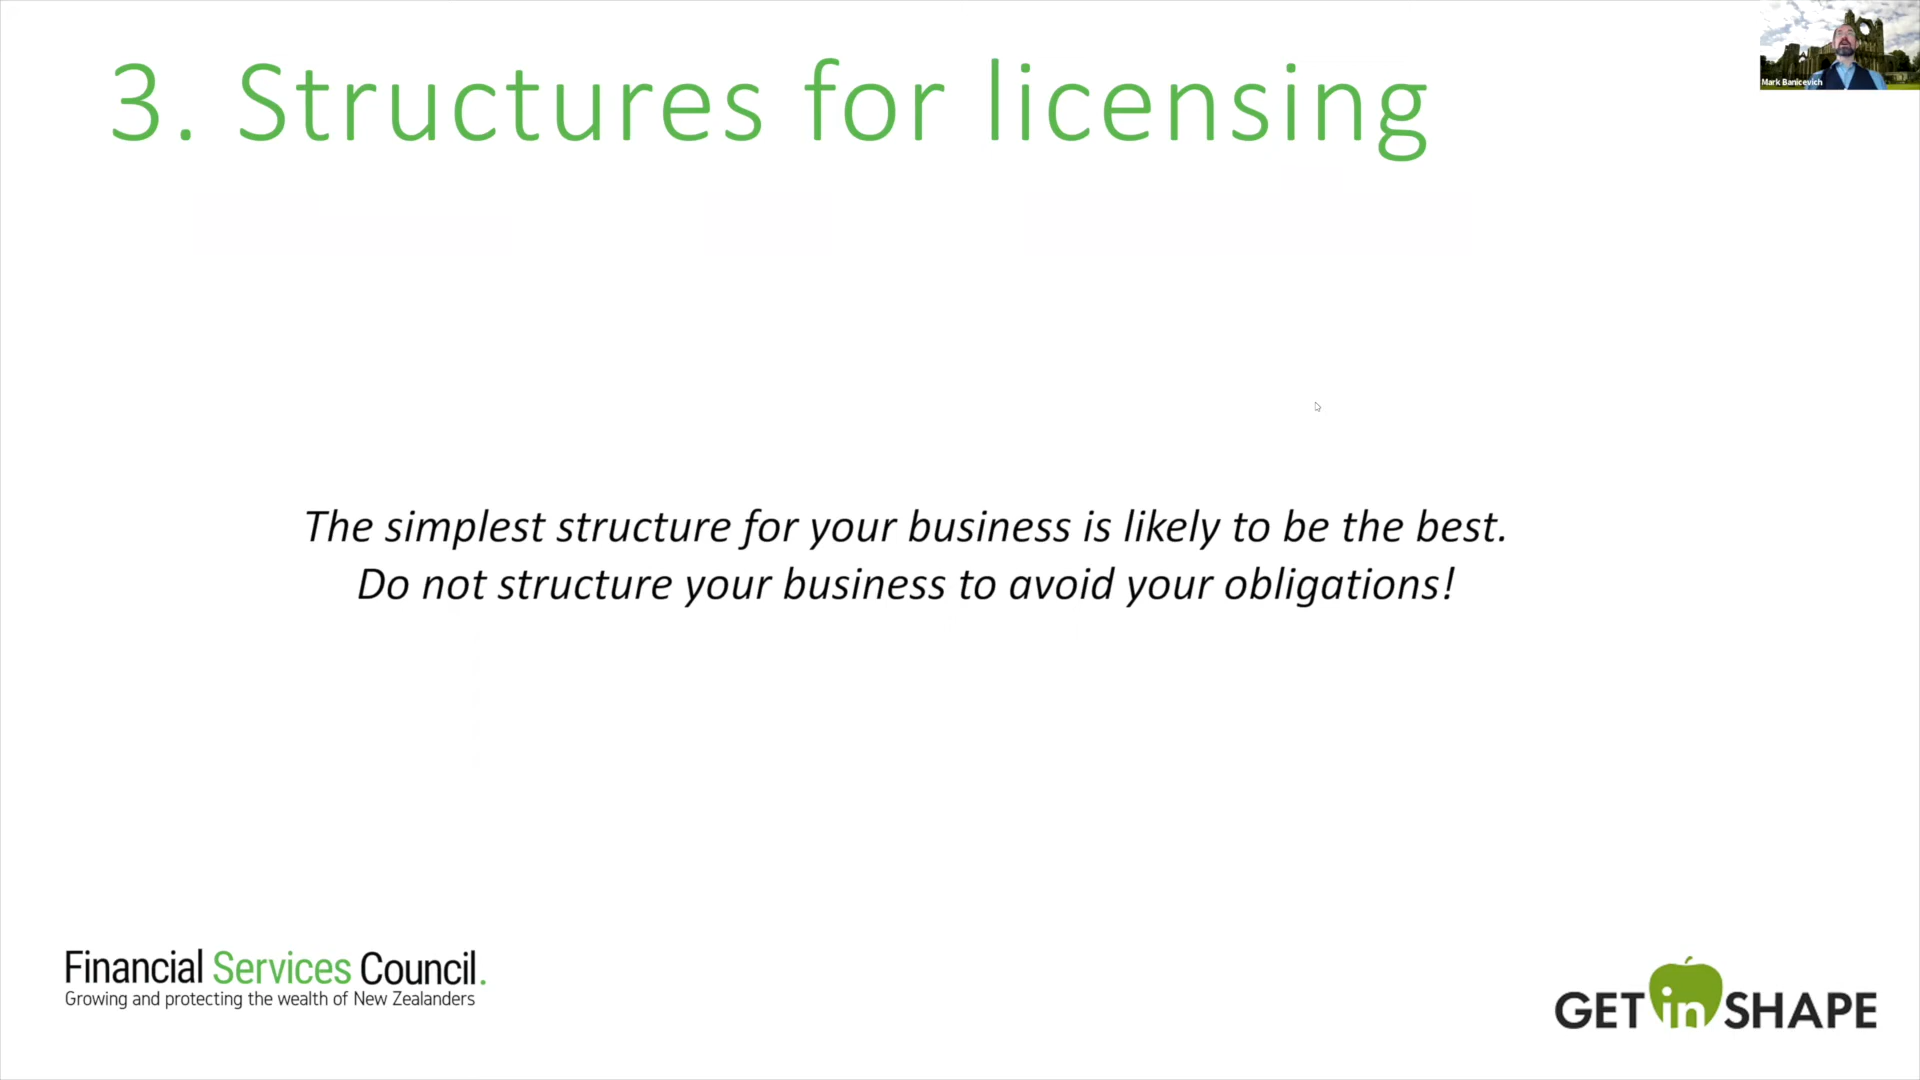 3. Structures for licensing
Mark Banicevich
The simplest structure for your business is likely to be the best.
Do not structure your business to avoid your obligations!
Financial Services Council.
Growing and protecting the wealth of New Zealanders
GET in SHAPE